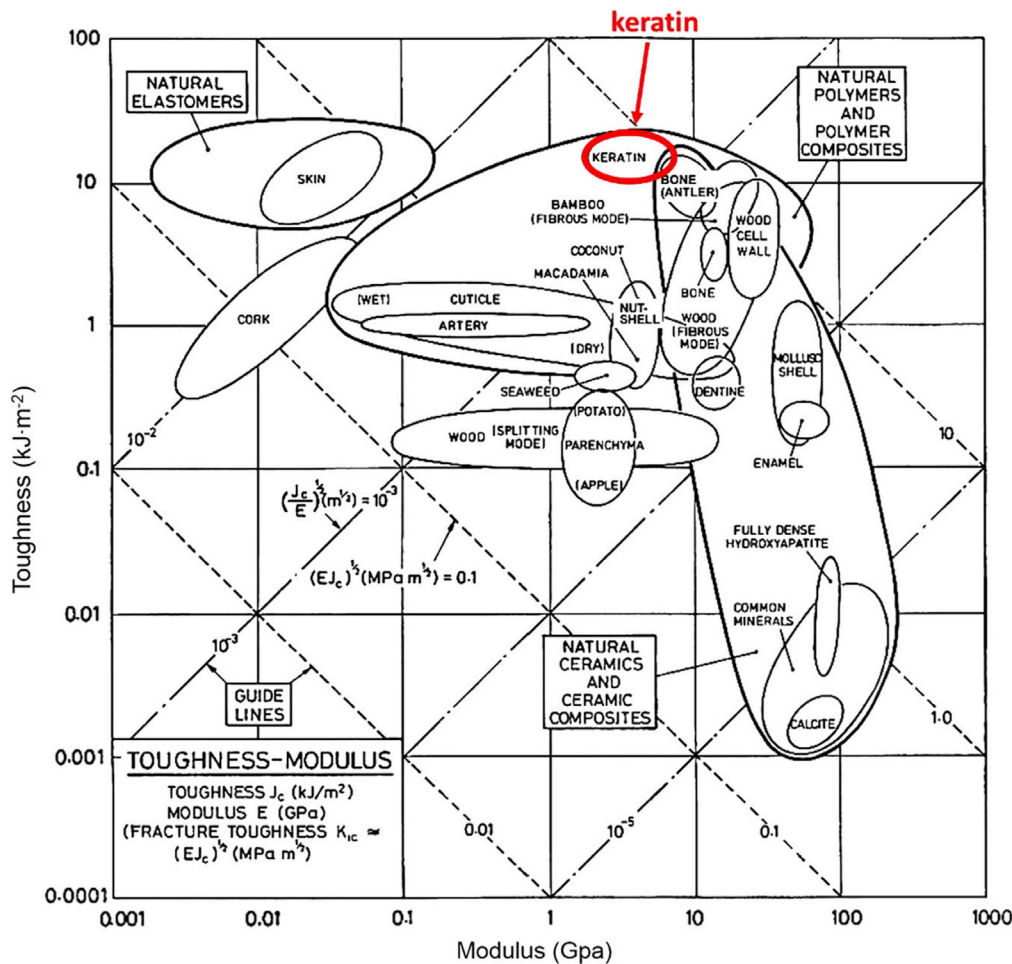 keratin
100
10
1
0.1
0.01
0.001
0.0001
Toughness (kJ·m⁻²)
NATURAL
ELASTOMERS
SKIN
CORK
KERATIN
NATURAL
POLYMERS
AND
POLYMER
COMPOSITES
BONE
(ANTLER)
BAMBOO
(FIBROUS MODE)
WOOD
CELL
WALL
COCONUT
MACADAMIA
BONE
(WET) CUTICLE
ARTERY
(DRY)
NUT-
SHELL
WOOD
(FIBROUS
MODE)
MOLLUSC
SHELL
SEAWEED
DENTINE
(POTATO)
WOOD (SPLITTING
MODE)
PARENCHYMA
(APPLE)
ENAMEL
10⁻²
10
(Jc/E)^½ (m^½) = 10⁻³
(EJc)^½ (MPa m^½) = 0.1
FULLY DENSE
HYDROXYAPATITE
COMMON
MINERALS
10⁻³
GUIDE
LINES
NATURAL
CERAMICS
AND
CERAMIC
COMPOSITES
CALCITE
1.0
TOUGHNESS-MODULUS
TOUGHNESS Jc (kJ/m²)
MODULUS E (GPa)
(FRACTURE TOUGHNESS K_IC ≈
(EJc)^½ (MPa m^½)
0.01
10⁻⁵
0.1
0.001
0.01
0.1
1
10
100
1000
Modulus (Gpa)